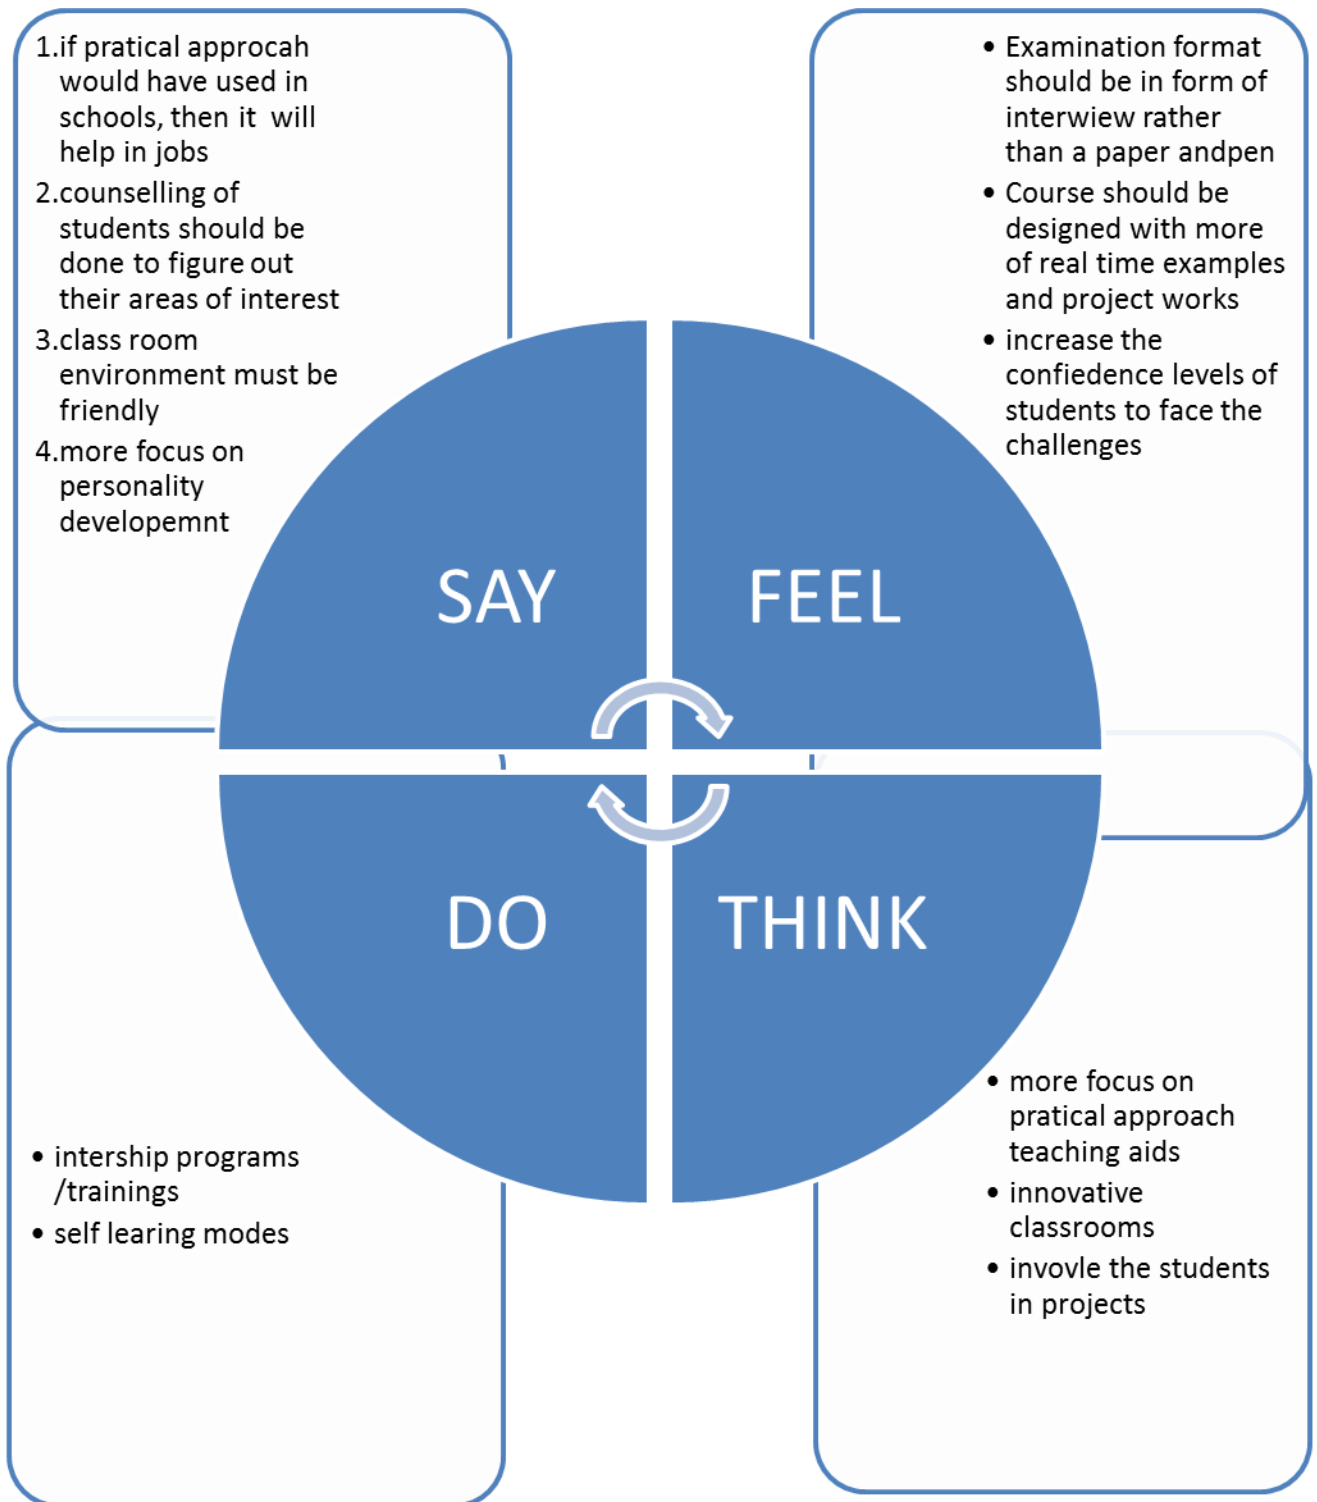 1.if pratical approcah
would have used in
schools, then it will
help in jobs
2.counselling of
students should be
done to figure out
their areas of interest
3.class room
environment must be
friendly
4.more focus on
personality
developemnt
• Examination format
should be in form of
interwiew rather
than a paper andpen
• Course should be
designed with more
of real time examples
and project works
• increase the
confiedence levels of
students to face the
challenges
SAY
FEEL
DO
THINK
• intership programs
/trainings
• self learing modes
• more focus on
pratical approach
teaching aids
• innovative
classrooms
• invovle the students
in projects